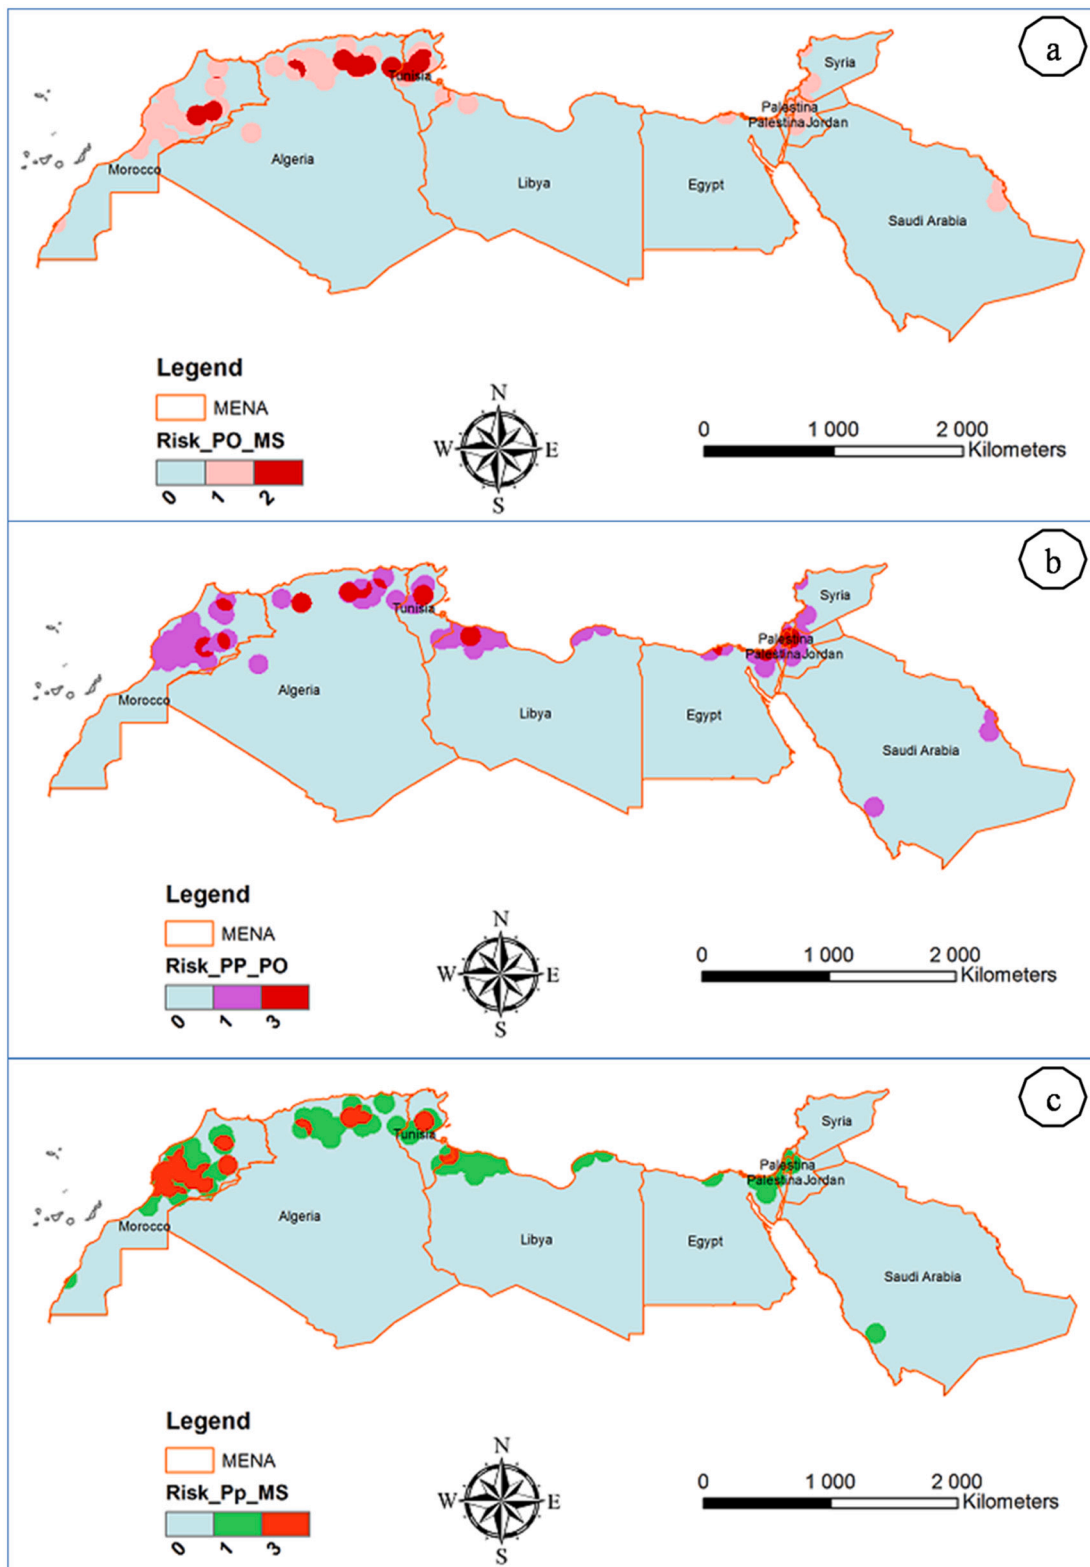 a
Syria
Tunisia
Palestina
Palestina Jordan
Morocco
Algeria
Libya
Egypt
Saudi Arabia
Legend
MENA
Risk_PO_MS
0 1 2
N
W E
S
0 1 000 2 000
Kilometers
b
Syria
Tunisia
Palestina
Palestina Jordan
Morocco
Algeria
Libya
Egypt
Saudi Arabia
Legend
MENA
Risk_PP_PO
0 1 3
N
W E
S
0 1 000 2 000
Kilometers
c
Syria
Tunisia
Palestina
Palestina Jordan
Morocco
Algeria
Libya
Egypt
Saudi Arabia
Legend
MENA
Risk_Pp_MS
0 1 3
N
W E
S
0 1 000 2 000
Kilometers